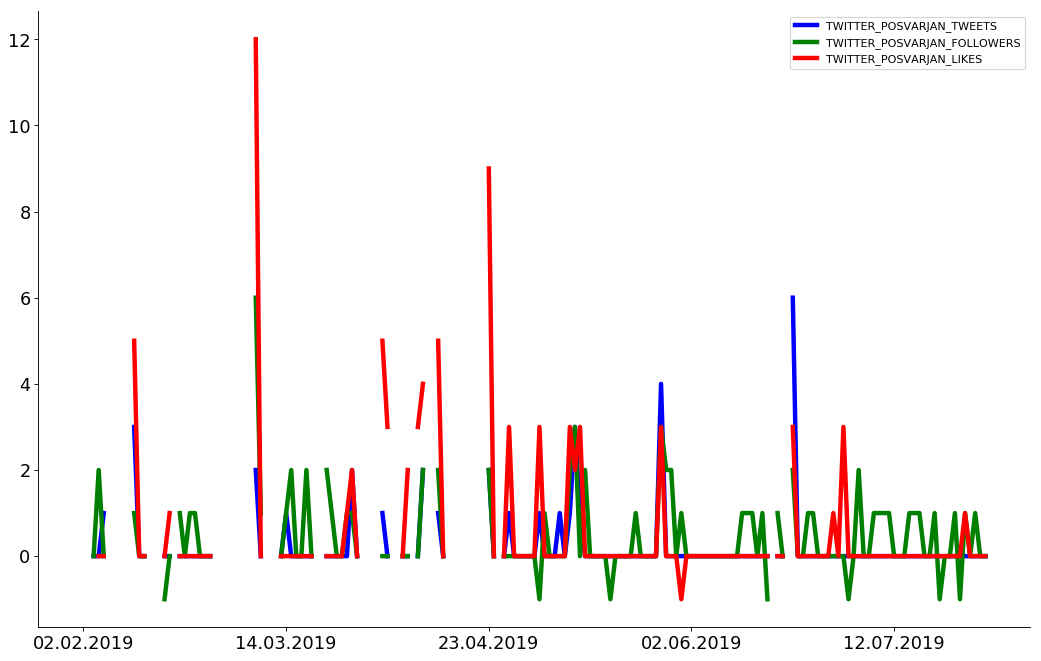 TWITTER_POSVARJAN_TWEETS
TWITTER_POSVARJAN_FOLLOWERS
TWITTER_POSVARJAN_LIKES
12
10
8
6
4
2
0
02.02.2019 14.03.2019 23.04.2019 02.06.2019 12.07.2019